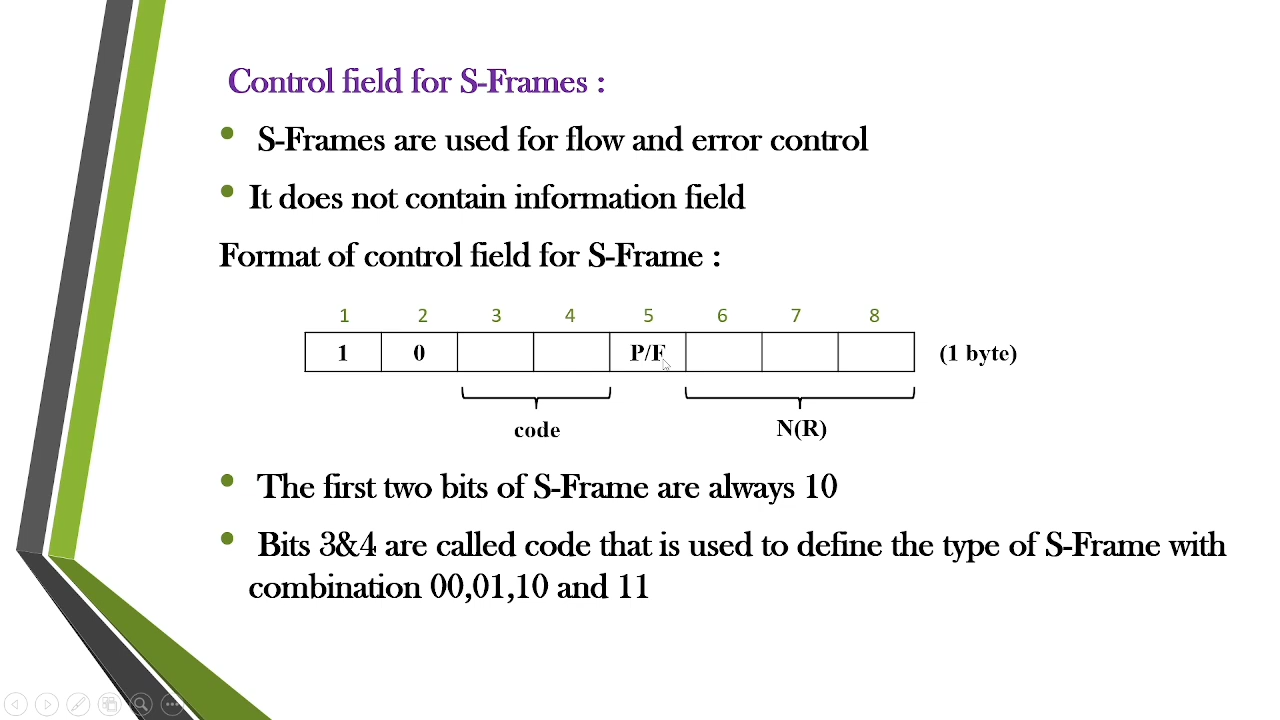 Control field for S-Frames :
• S-Frames are used for flow and error control
• It does not contain information field
Format of control field for S-Frame :
1 2 3 4 5 6 7 8
1 0 P/F (1 byte)
code N(R)
• The first two bits of S-Frame are always 10
• Bits 3&4 are called code that is used to define the type of S-Frame with
combination 00,01,10 and 11